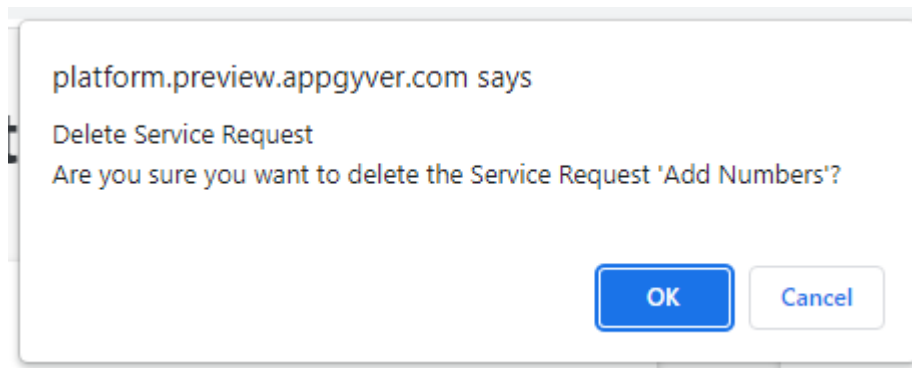 platform.preview.appgyver.com says
Delete Service Request
Are you sure you want to delete the Service Request 'Add Numbers'?
OK
Cancel